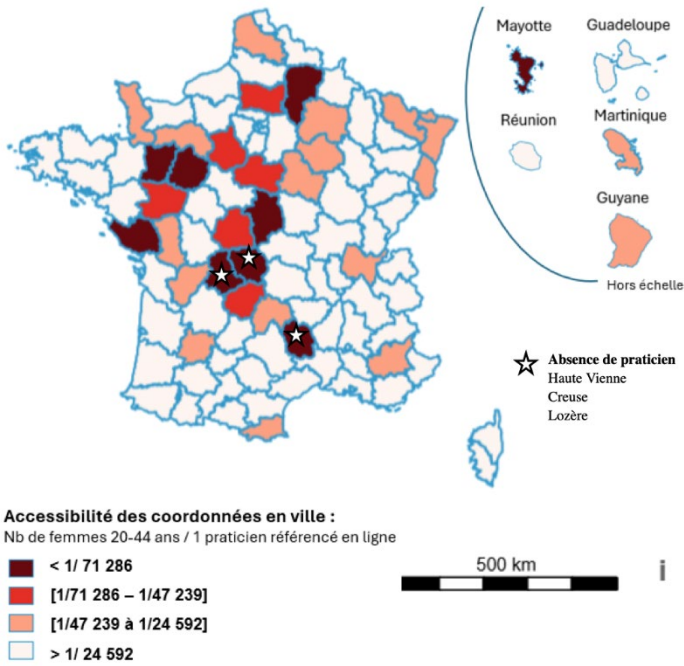 Mayotte
Guadeloupe
Réunion
Martinique
Guyane
Hors échelle
Absence de praticien
Haute Vienne
Creuse
Lozère
Accessibilité des coordonnées en ville :
Nb de femmes 20-44 ans / 1 praticien référencé en ligne
< 1/ 71 286
[1/71 286 – 1/47 239]
[1/47 239 à 1/24 592]
> 1/ 24 592
500 km
i